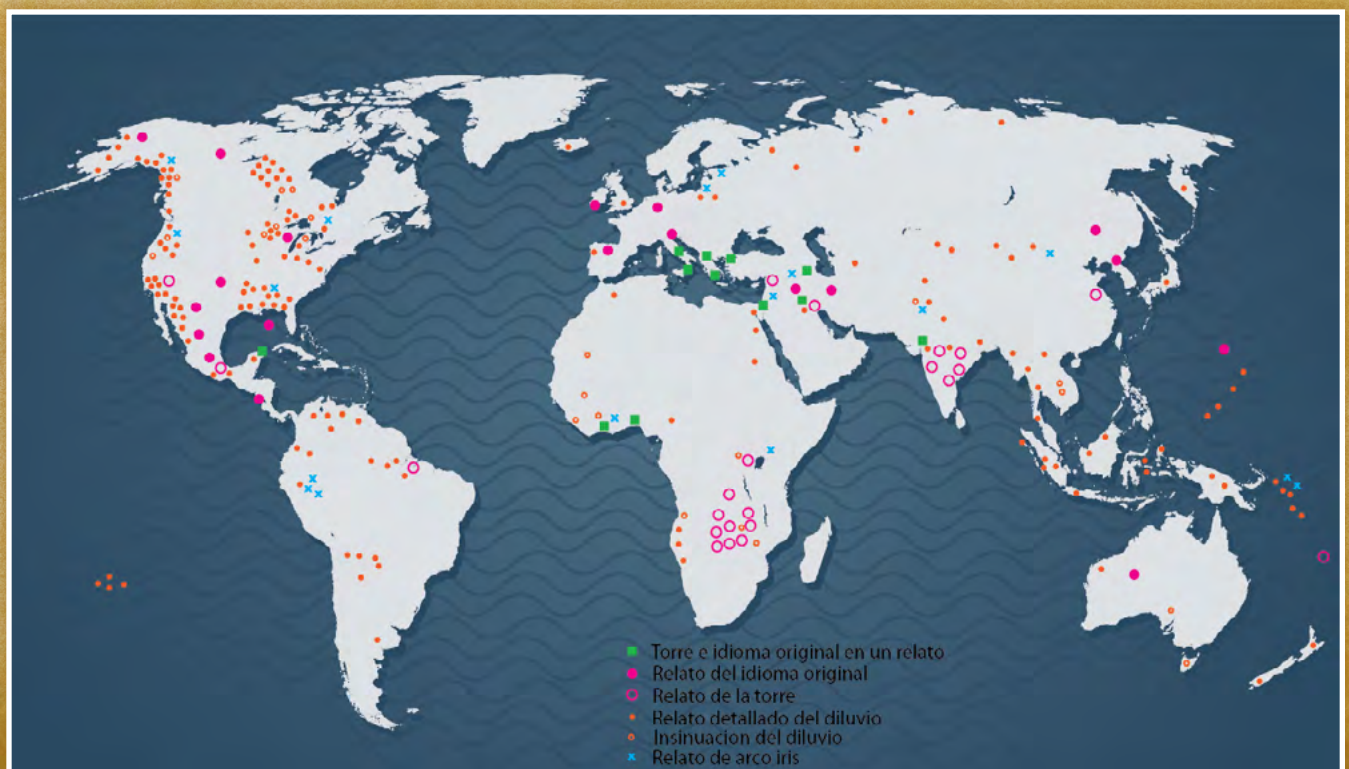 Torre e idioma original en un relato
Relato del idioma original
Relato de la torre
Relato detallado del diluvio
Insinuacion del diluvio
Relato de arco iris